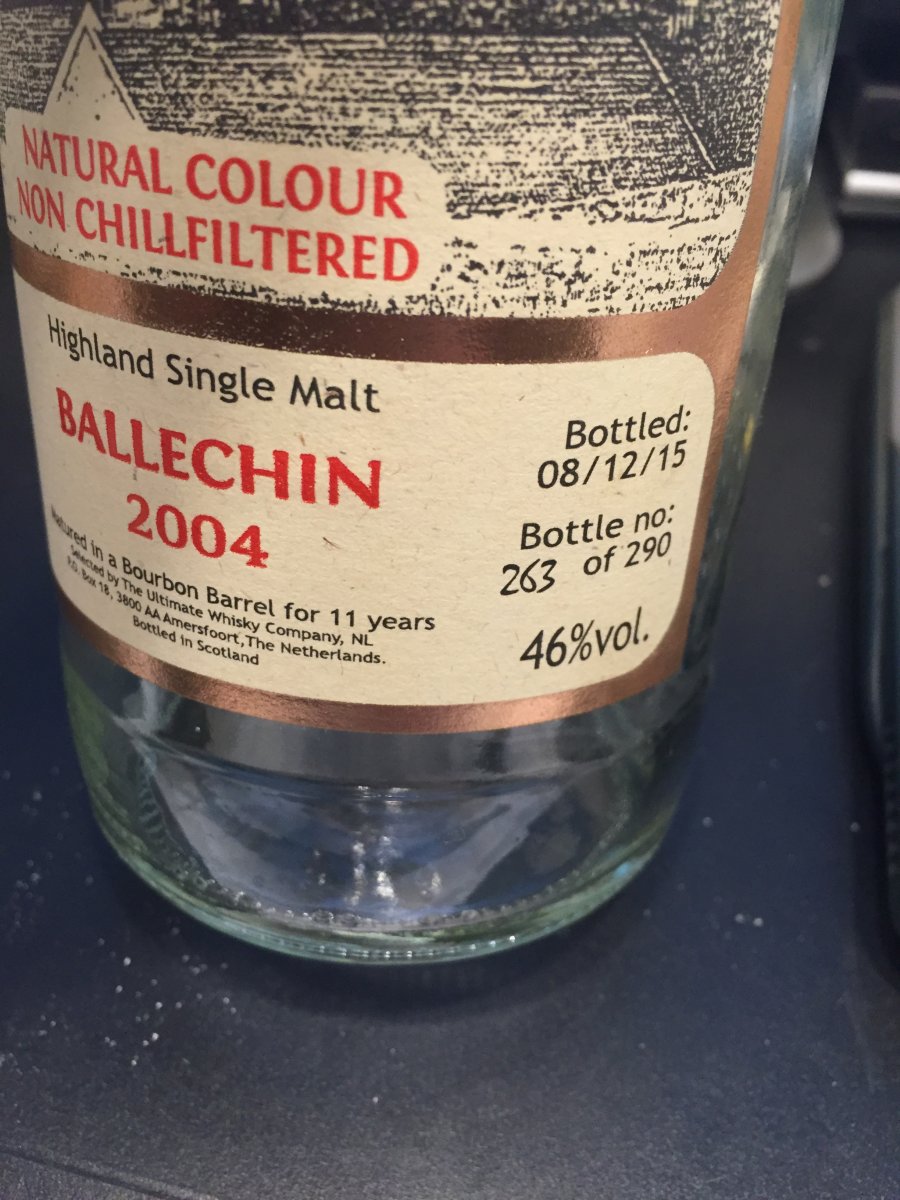 NATURAL COLOUR
NON CHILLFILTERED
Highland Single Malt
BALLECHIN
2004
Matured in a Bourbon Barrel for 11 years
Selected by The Ultimate Whisky Company, NL
P.O. Box 18, 3800 AA Amersfoort, The Netherlands.
Bottled in Scotland
Bottled:
08/12/15
Bottle no:
263 of 290
46%vol.